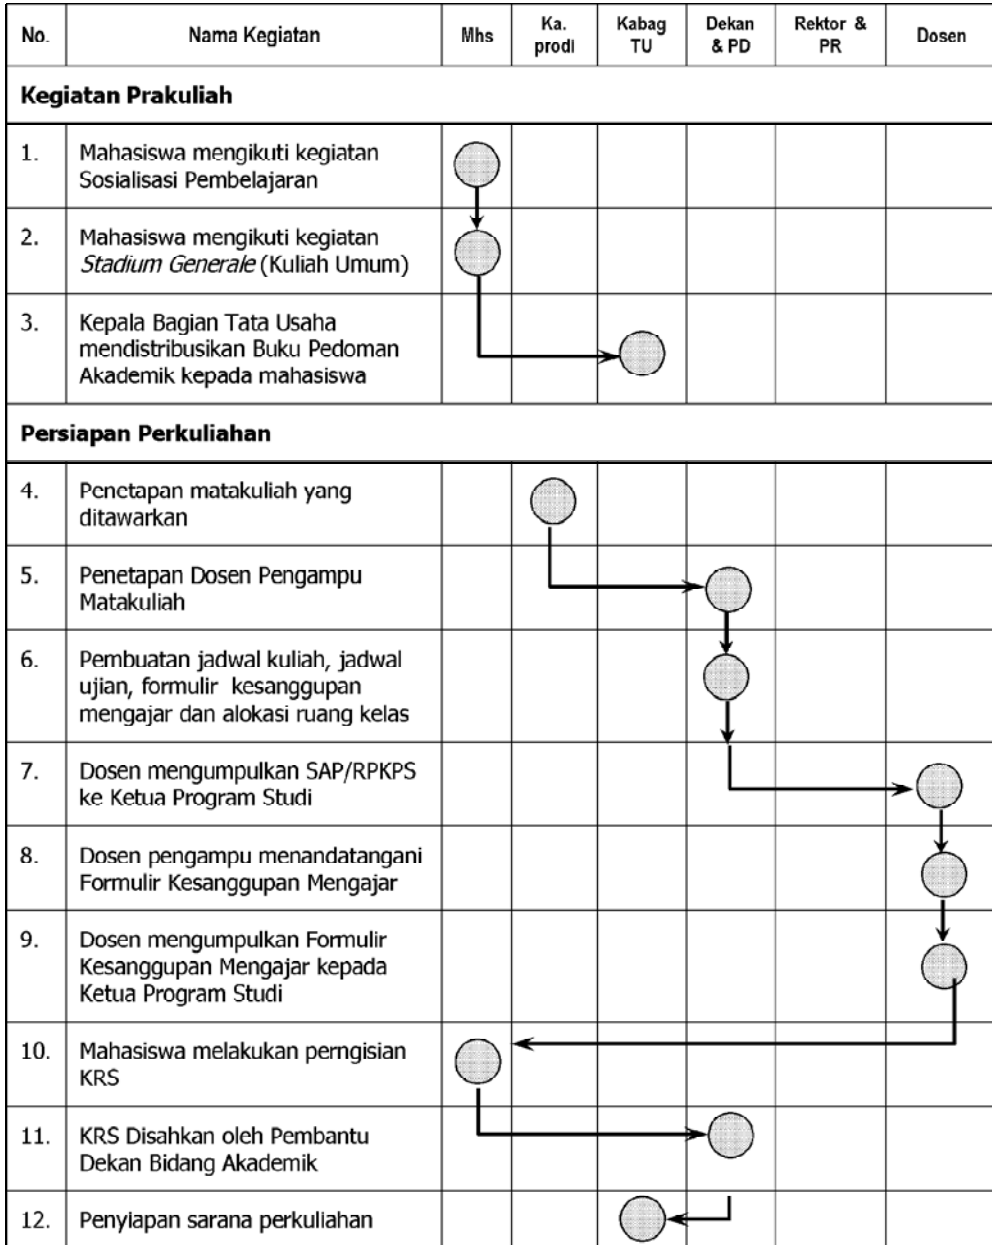 No. Nama Kegiatan Mhs Ka. prodi Kabag TU Dekan & PD Rektor & PR Dosen
Kegiatan Prakuliah
1. Mahasiswa mengikuti kegiatan
Sosialisasi Pembelajaran
2. Mahasiswa mengikuti kegiatan
Stadium Generale (Kuliah Umum)
3. Kepala Bagian Tata Usaha
mendistribusikan Buku Pedoman
Akademik kepada mahasiswa
Persiapan Perkuliahan
4. Penetapan matakuliah yang
ditawarkan
5. Penetapan Dosen Pengampu
Matakuliah
6. Pembuatan jadwal kuliah, jadwal
ujian, formulir kesanggupan
mengajar dan alokasi ruang kelas
7. Dosen mengumpulkan SAP/RPKPS
ke Ketua Program Studi
8. Dosen pengampu menandatangani
Formulir Kesanggupan Mengajar
9. Dosen mengumpulkan Formulir
Kesanggupan Mengajar kepada
Ketua Program Studi
10. Mahasiswa melakukan perngisian
KRS
11. KRS Disahkan oleh Pembantu
Dekan Bidang Akademik
12. Penyiapan sarana perkuliahan